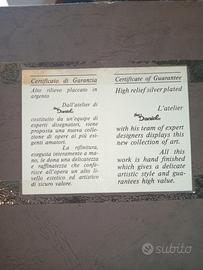 Certificato di Garanzia
Alto rilievo placcato in
argento
Dall'atelier di
Daniel
costituito da un'equipe di
esperti disegnatori, viene
proposta una nuova colle-
zione di opere ai più esi-
genti amatori.
La rifinitura,
eseguita interamente a ma-
no, le dona una delicatezza
e raffinatezza che confe-
risce all'opera un alto li-
vello estetico ed artistico
di sicuro valore.
Certificate of Guarantee
High relief silver plated
L'atelier
Daniel
with his team of expert
designers displays this
new collection of art.
All this
work is hand finished
which gives a delicate
artistic style and gua-
rantees high value.
subito